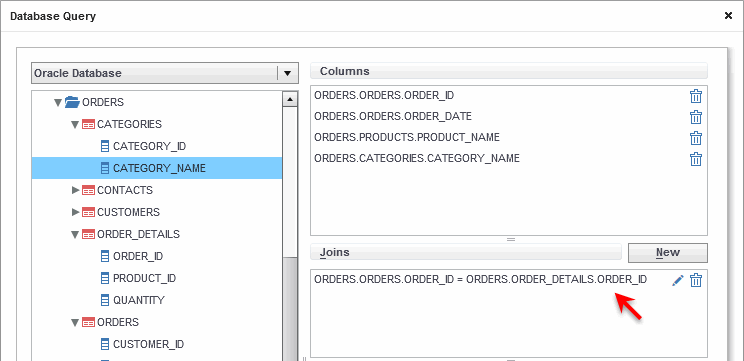 Database Query
Oracle Database
ORDERS
CATEGORIES
CATEGORY_ID
CATEGORY_NAME
CONTACTS
CUSTOMERS
ORDER_DETAILS
ORDER_ID
PRODUCT_ID
QUANTITY
ORDERS
CUSTOMER_ID
Columns
ORDERS.ORDERS.ORDER_ID
ORDERS.ORDERS.ORDER_DATE
ORDERS.PRODUCTS.PRODUCT_NAME
ORDERS.CATEGORIES.CATEGORY_NAME
Joins
New
ORDERS.ORDERS.ORDER_ID = ORDERS.ORDER_DETAILS.ORDER_ID